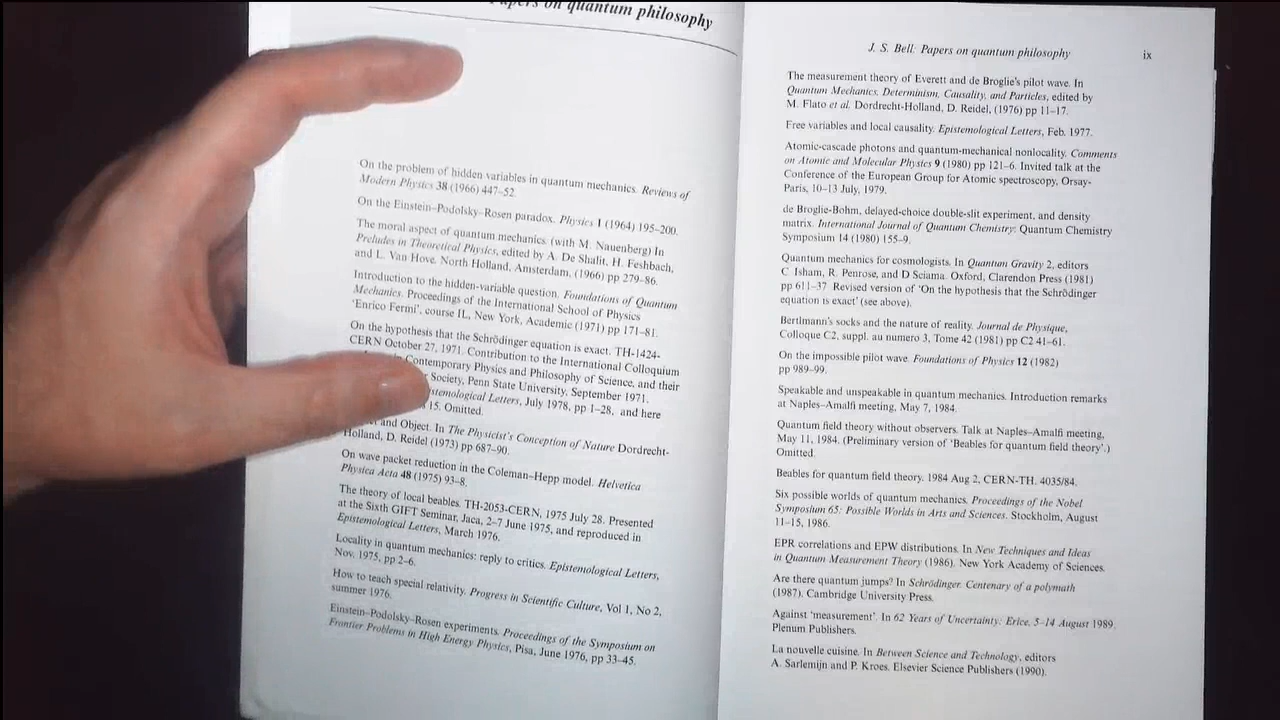 Papers on quantum philosophy
On the problem of hidden variables in quantum mechanics. Reviews of
Modern Physics 38 (1966) 447–52.
On the Einstein–Podolsky–Rosen paradox. Physics 1 (1964) 195–200.
The moral aspect of quantum mechanics. (with M. Nauenberg) In
Preludes in Theoretical Physics, edited by A. De Shalit, H. Feshbach,
and L. Van Hove. North Holland, Amsterdam, (1966) pp 279–86.
Introduction to the hidden-variable question. Foundations of Quantum
Mechanics. Proceedings of the International School of Physics
'Enrico Fermi', course IL, New York, Academic (1971) pp 171–81.
On the hypothesis that the Schrödinger equation is exact. TH-1424-
CERN October 27, 1971. Contribution to the International Colloquium
Contemporary Physics and Philosophy of Science, and their
Society, Penn State University, September 1971.
Letters, July 1978, pp 1–28, and here
15. Omitted.
and Object. In The Physicist's Conception of Nature Dordrecht-
Holland, D. Reidel (1973) pp 687–90.
On wave packet reduction in the Coleman–Hepp model. Helvetica
Physica Acta 48 (1975) 93–8.
The theory of local beables. TH-2053-CERN, 1975 July 28. Presented
at the Sixth GIFT Seminar, Jaca, 2–7 June 1975, and reproduced in
Epistemological Letters, March 1976.
Locality in quantum mechanics: reply to critics. Epistemological Letters,
Nov. 1975, pp 2–6.
How to teach special relativity. Progress in Scientific Culture, Vol 1, No 2,
summer 1976.
Einstein–Podolsky–Rosen experiments. Proceedings of the Symposium on
Frontier Problems in High Energy Physics, Pisa, June 1976, pp 33–45.
J. S. Bell: Papers on quantum philosophy ix
The measurement theory of Everett and de Broglie's pilot wave. In
Quantum Mechanics, Determinism, Causality, and Particles, edited by
M. Flato et al. Dordrecht-Holland, D. Reidel, (1976) pp 11–17.
Free variables and local causality. Epistemological Letters, Feb. 1977.
Atomic-cascade photons and quantum-mechanical nonlocality. Comments
on Atomic and Molecular Physics 9 (1980) pp 121–6. Invited talk at the
Conference of the European Group for Atomic spectroscopy, Orsay-
Paris, 10–13 July, 1979.
de Broglie-Bohm, delayed-choice double-slit experiment, and density
matrix. International Journal of Quantum Chemistry: Quantum Chemistry
Symposium 14 (1980) 155–9.
Quantum mechanics for cosmologists. In Quantum Gravity 2, editors
C. Isham, R. Penrose, and D Sciama. Oxford, Clarendon Press (1981)
pp 611–37 Revised version of 'On the hypothesis that the Schrödinger
equation is exact' (see above).
Bertlmann's socks and the nature of reality. Journal de Physique,
Colloque C2, suppl. au numero 3, Tome 42 (1981) pp C2 41–61.
On the impossible pilot wave. Foundations of Physics 12 (1982)
pp 989–99.
Speakable and unspeakable in quantum mechanics. Introduction remarks
at Naples–Amalfi meeting, May 7, 1984.
Quantum field theory without observers. Talk at Naples–Amalfi meeting,
May 11, 1984. (Preliminary version of 'Beables for quantum field theory'.)
Omitted.
Beables for quantum field theory. 1984 Aug 2, CERN-TH. 4035/84.
Six possible worlds of quantum mechanics. Proceedings of the Nobel
Symposium 65: Possible Worlds in Arts and Sciences. Stockholm, August
11–15, 1986.
EPR correlations and EPW distributions. In New Techniques and Ideas
in Quantum Measurement Theory (1986). New York Academy of Sciences.
Are there quantum jumps? In Schrödinger. Centenary of a polymath
(1987). Cambridge University Press.
Against 'measurement'. In 62 Years of Uncertainty: Erice, 5–14 August 1989.
Plenum Publishers.
La nouvelle cuisine. In Between Science and Technology, editors
A. Sarlemijn and P. Kroes. Elsevier Science Publishers (1990).